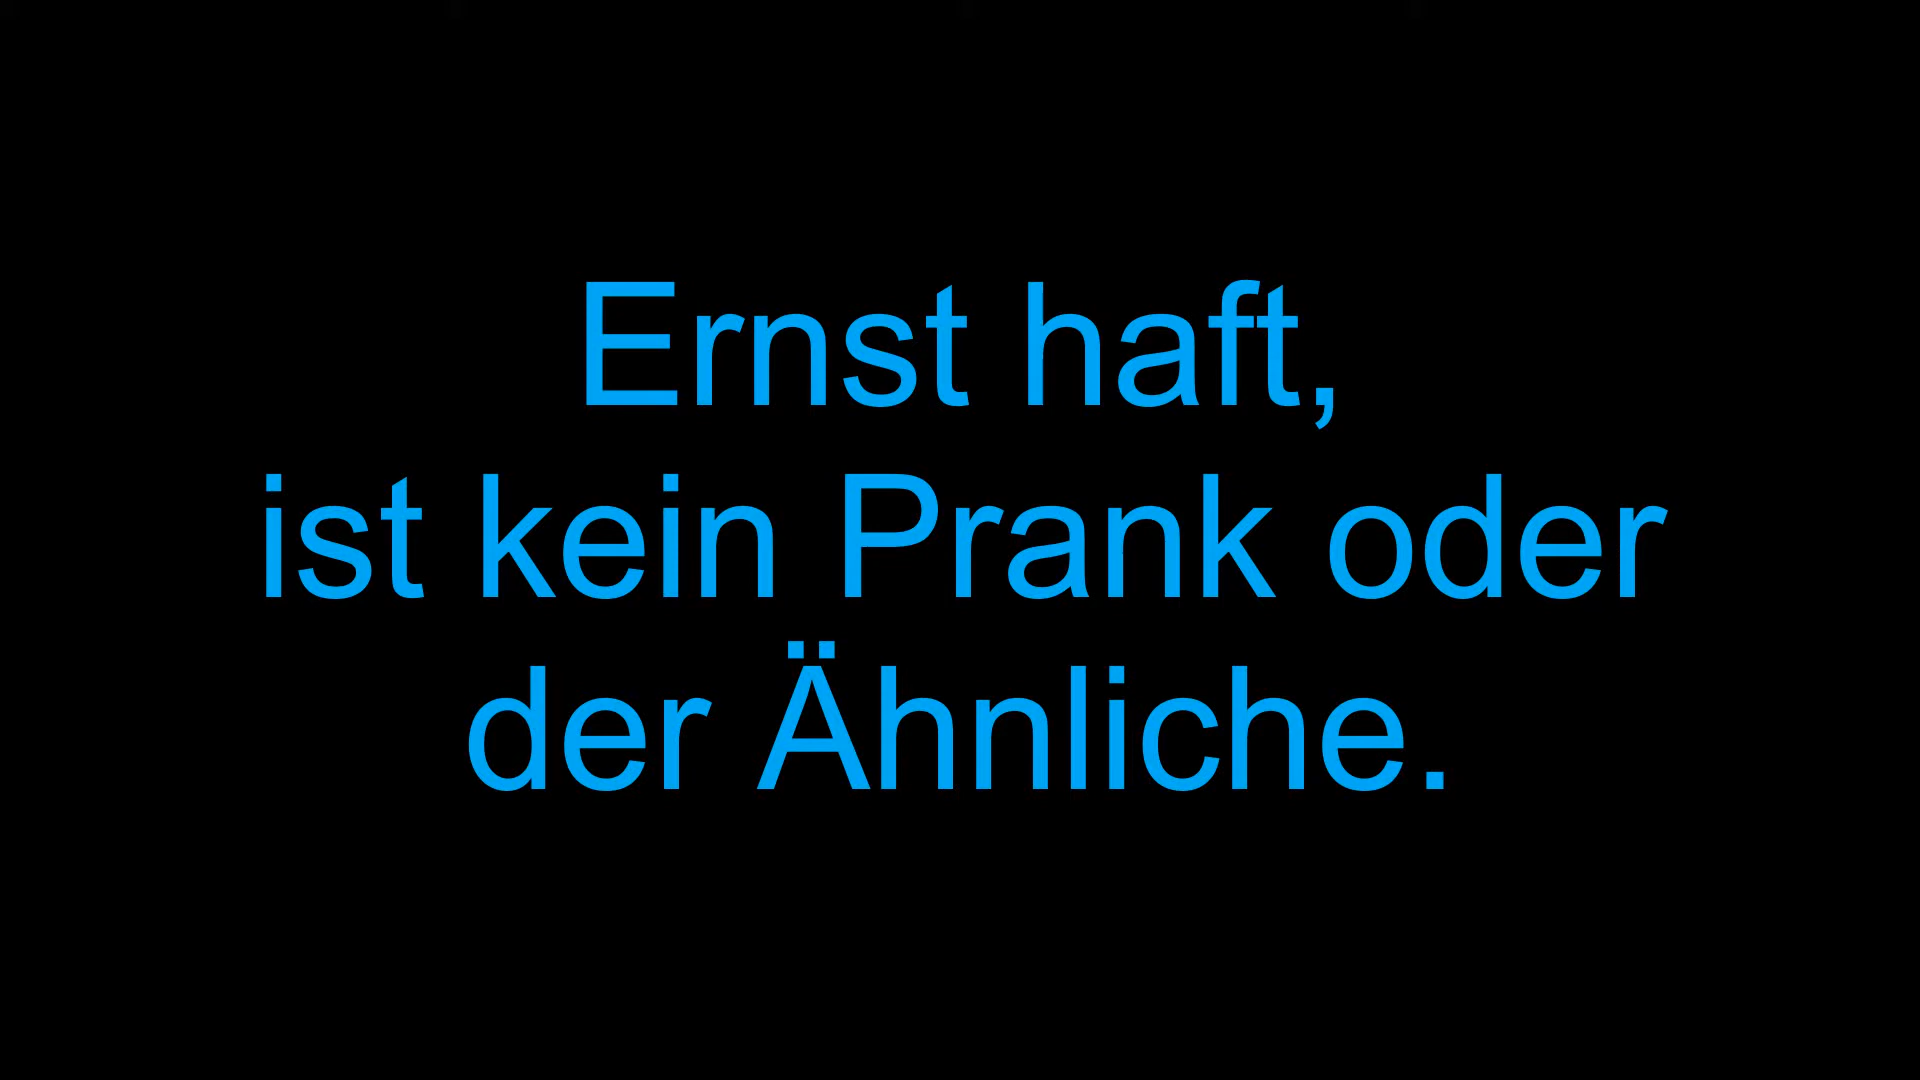 Ernst haft,
ist kein Prank oder
der Ähnliche.